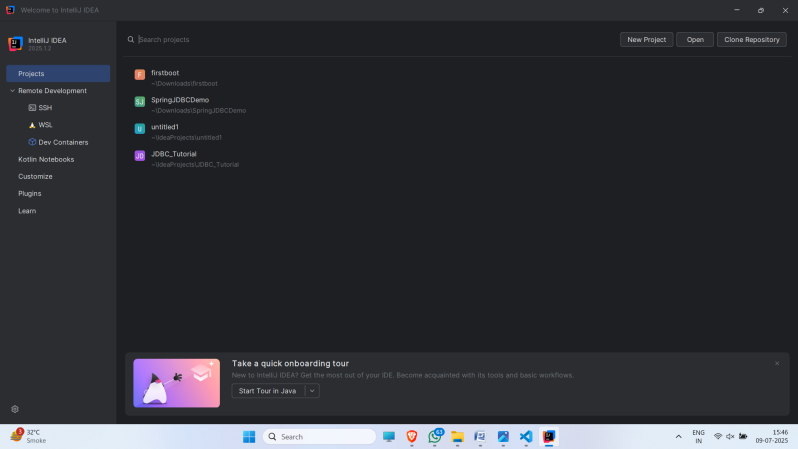 Welcome to IntelliJ IDEA
IntelliJ IDEA
2025.1.2
Search projects
New Project
Open
Clone Repository
Projects
Remote Development
SSH
WSL
Dev Containers
Kotlin Notebooks
Customize
Plugins
Learn
F
firstboot
~\Downloads\firstboot
SJ
SpringJDBCDemo
~\Downloads\SpringJDBCDemo
U
untitled1
~\IdeaProjects\untitled1
J0
JDBC_Tutorial
~\IdeaProjects\JDBC_Tutorial
Take a quick onboarding tour
New to IntelliJ IDEA? Get the most out of your IDE. Become acquainted with its tools and basic workflows.
Start Tour in Java
3
32°C
Smoke
Search
63
ENG
IN
15:46
09-07-2025